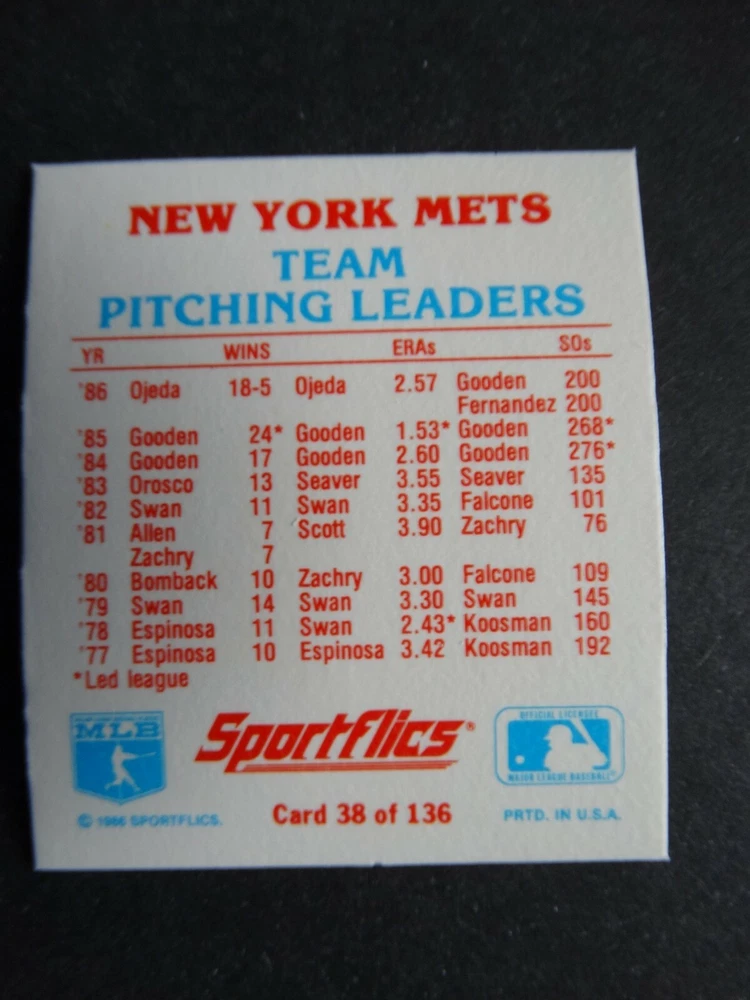 NEW YORK METS
TEAM
PITCHING LEADERS
YR WINS ERAs SOs
'86 Ojeda 18-5 Ojeda 2.57 Gooden 200
Fernandez 200
'85 Gooden 24* Gooden 1.53* Gooden 268*
'84 Gooden 17 Gooden 2.60 Gooden 276*
'83 Orosco 13 Seaver 3.55 Seaver 135
'82 Swan 11 Swan 3.35 Falcone 101
'81 Allen 7 Scott 3.90 Zachry 76
Zachry 7
'80 Bomback 10 Zachry 3.00 Falcone 109
'79 Swan 14 Swan 3.30 Swan 145
'78 Espinosa 11 Swan 2.43* Koosman 160
'77 Espinosa 10 Espinosa 3.42 Koosman 192
*Led league
MLB
Sportflics®
OFFICIAL LICENSEE
MAJOR LEAGUE BASEBALL
© 1986 SPORTFLICS.
Card 38 of 136
PRTD. IN U.S.A.